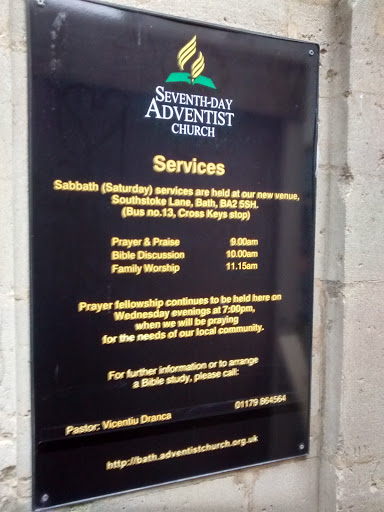 SEVENTH-DAY
ADVENTIST
CHURCH
Services
Sabbath (Saturday) services are held at our new venue,
Southstoke Lane, Bath, BA2 5SH.
(Bus no.13, Cross Keys stop)
Prayer & Praise 9.00am
Bible Discussion 10.00am
Family Worship 11.15am
Prayer fellowship continues to be held here on
Wednesday evenings at 7:00pm,
when we will be praying
for the needs of our local community.
For further information or to arrange
a Bible study, please call:
Pastor: Vicentiu Dranca 01179 864564
http://bath.adventistchurch.org.uk